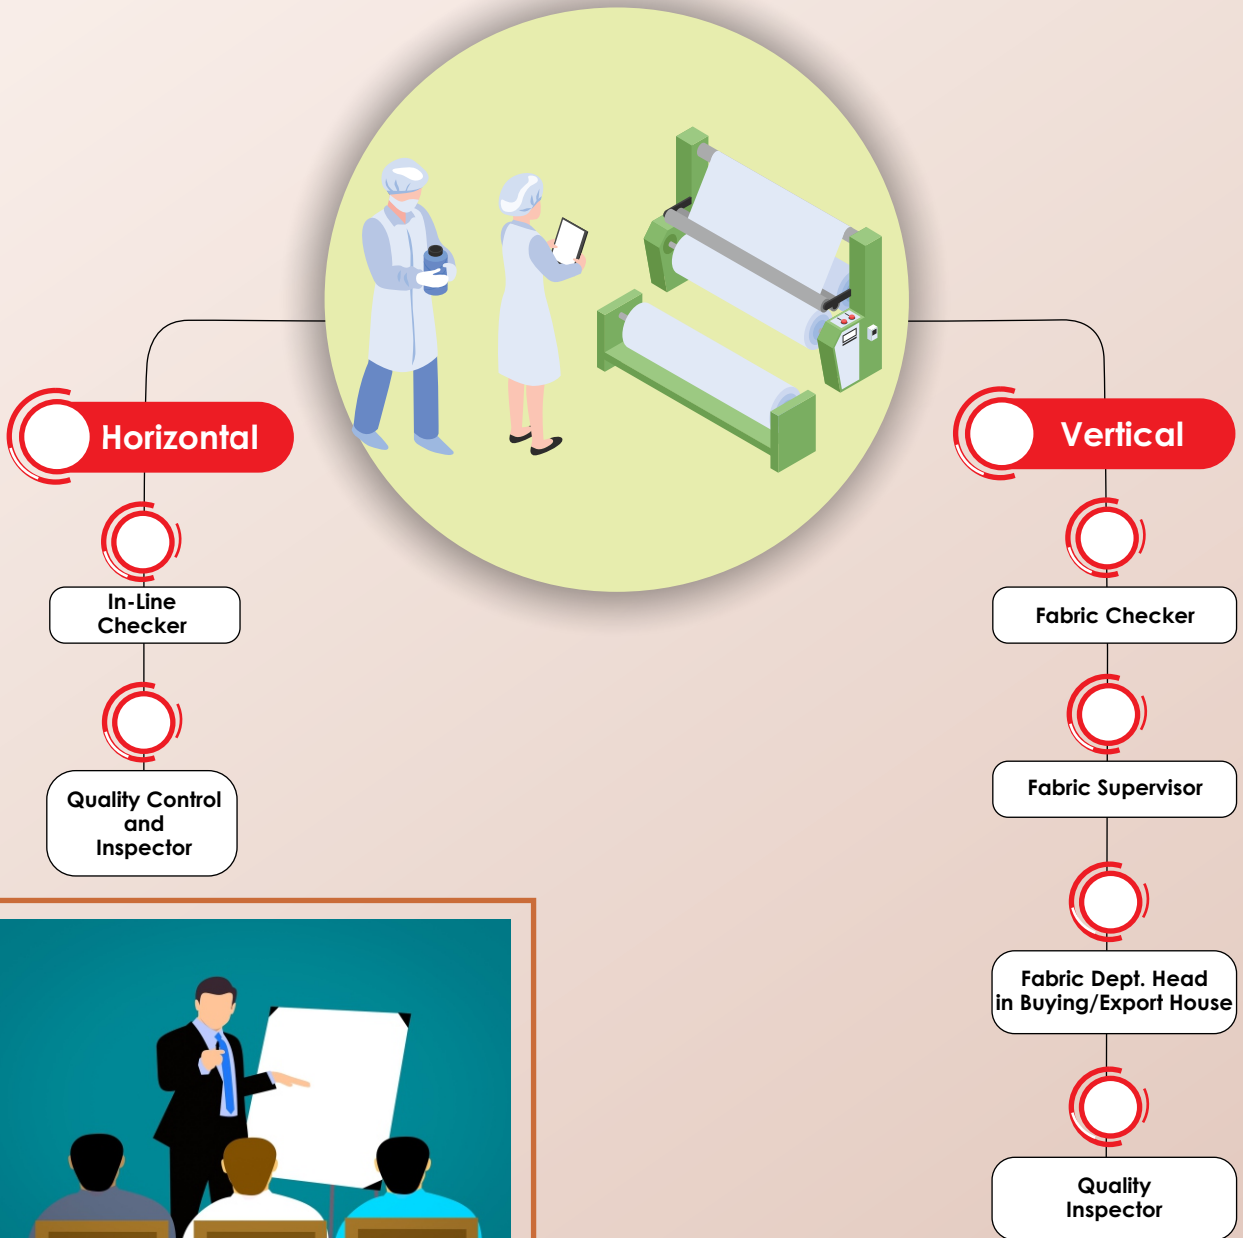 Horizontal
In-Line
Checker
Quality Control
and
Inspector
Vertical
Fabric Checker
Fabric Supervisor
Fabric Dept. Head
in Buying/Export House
Quality
Inspector